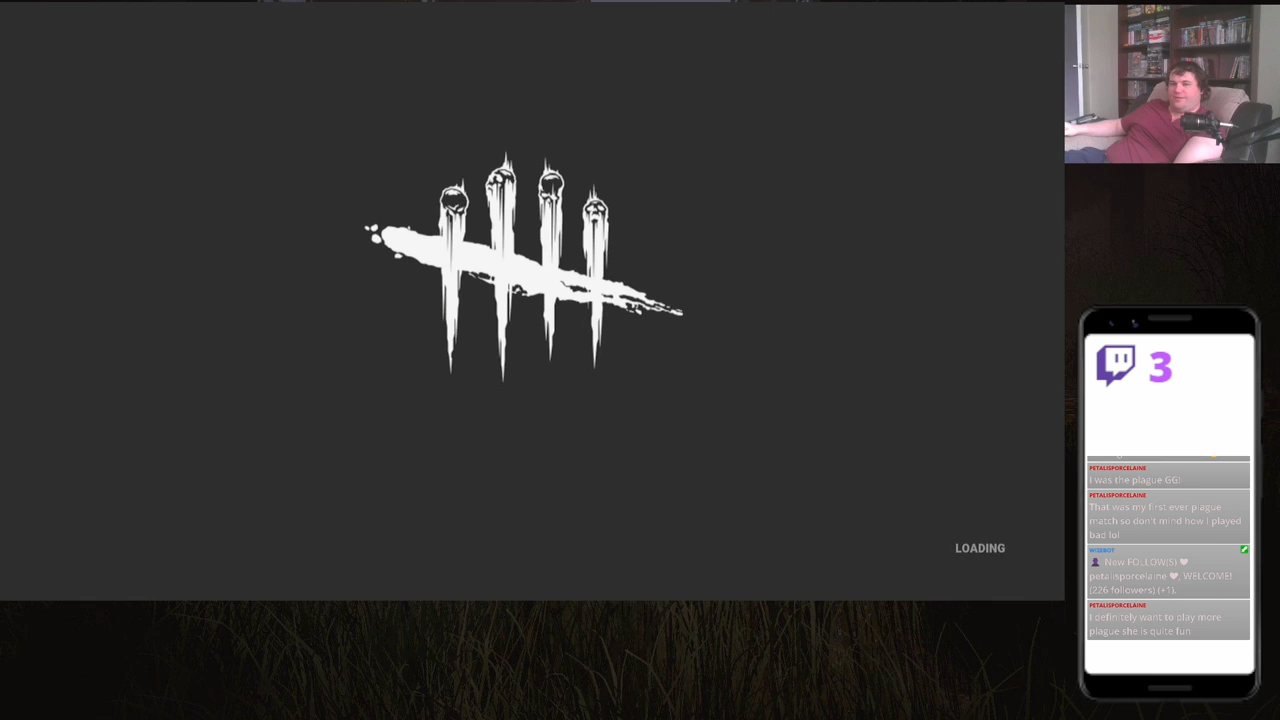 LOADING
3
PETALISPORCELAINE
I was the plague GG!
PETALISPORCELAINE
That was my first ever plague
match so don't mind how I played
bad lol
WIZEBOT
New FOLLOW(S)
petalisporcelaine , WELCOME!
(226 followers) (+1).
PETALISPORCELAINE
I definitely want to play more
plague she is quite fun